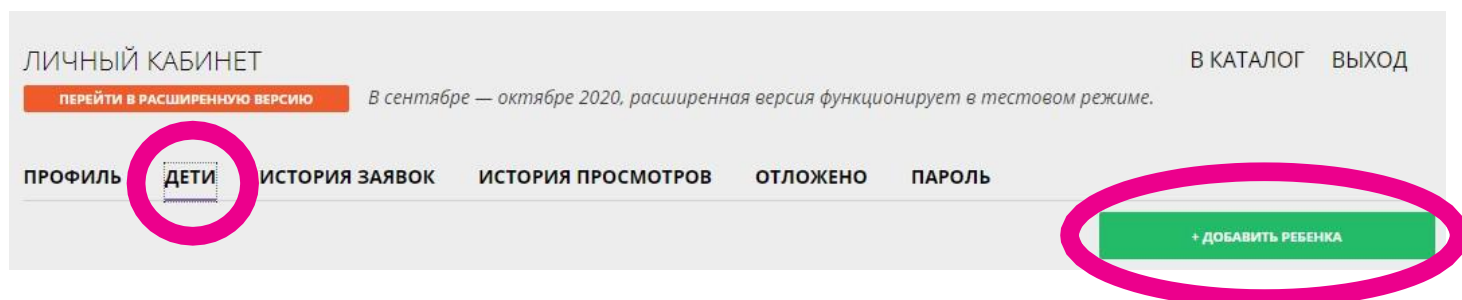 ЛИЧНЫЙ КАБИНЕТ В КАТАЛОГ ВЫХОД
ПЕРЕЙТИ В РАСШИРЕННУЮ ВЕРСИЮ В сентябре — октябре 2020, расширенная версия функционирует в тестовом режиме.
ПРОФИЛЬ ДЕТИ ИСТОРИЯ ЗАЯВОК ИСТОРИЯ ПРОСМОТРОВ ОТЛОЖЕНО ПАРОЛЬ
+ ДОБАВИТЬ РЕБЕНКА